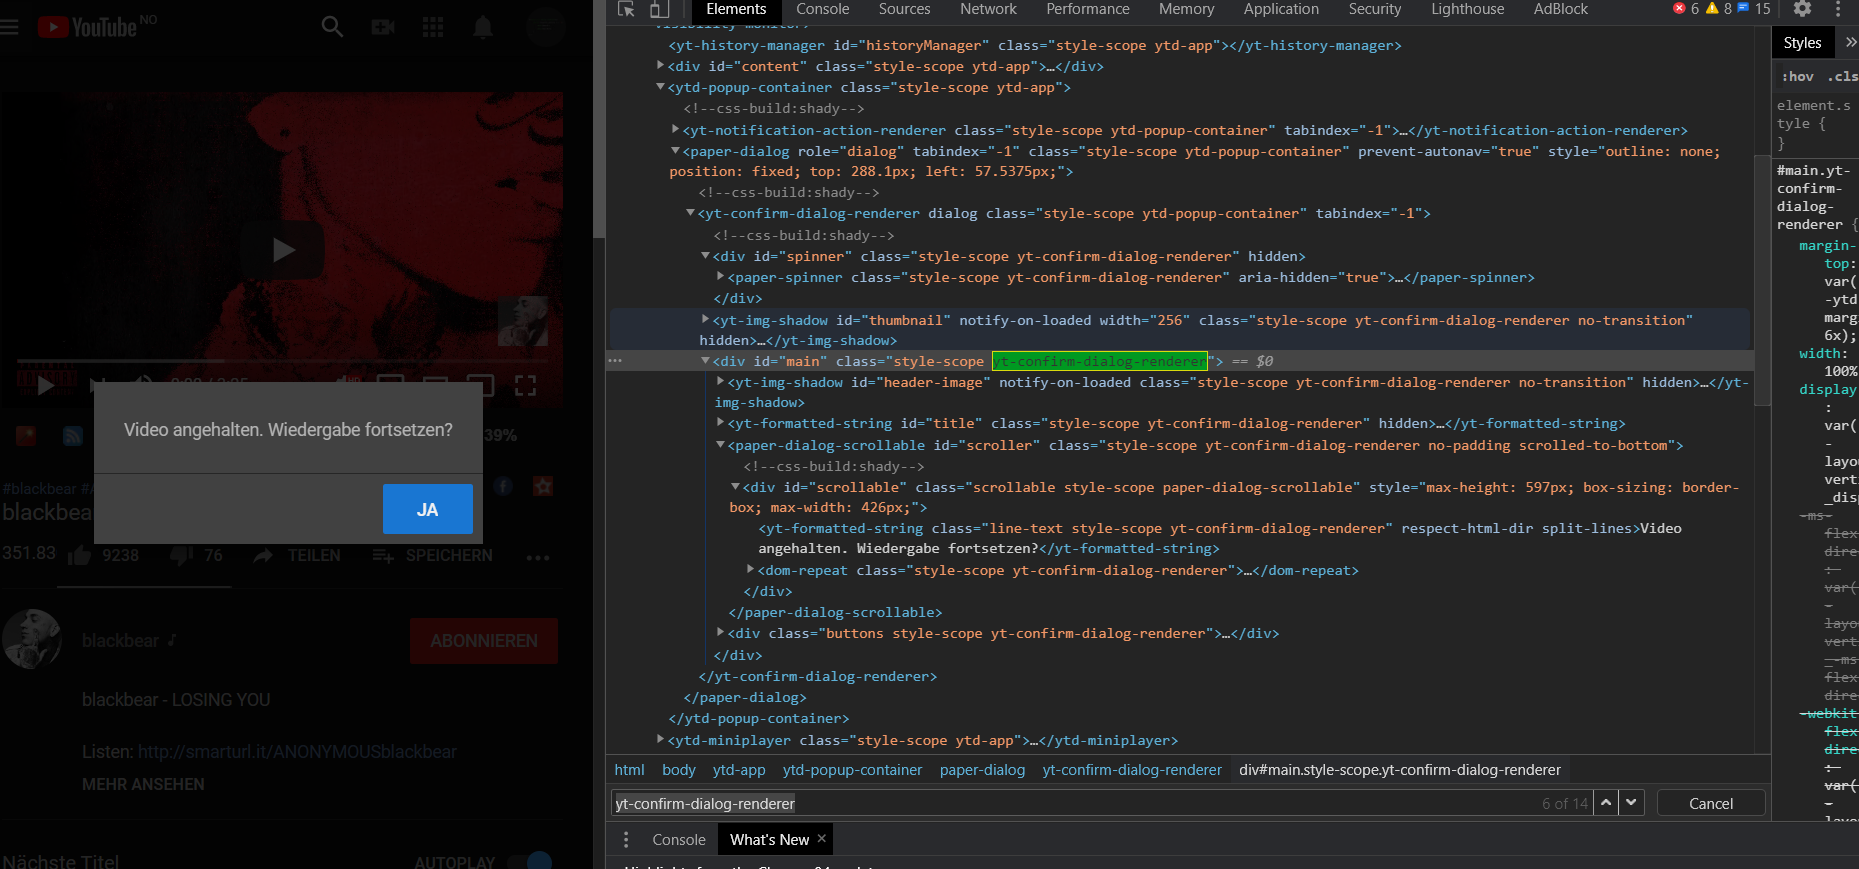 YouTube NO
Video angehalten. Wiedergabe fortsetzen?
JA
39%
#blackbear
351.83
9238
76
TEILEN
SPEICHERN
blackbear
ABONNIEREN
blackbear - LOSING YOU
Listen: http://smarturl.it/ANONYMOUSblackbear
MEHR ANSEHEN
Nächste Titel
AUTOPLAY
Elements Console Sources Network Performance Memory Application Security Lighthouse AdBlock 6 8 15
<yt-history-manager id="historyManager" class="style-scope ytd-app"></yt-history-manager>
<div id="content" class="style-scope ytd-app">…</div>
<ytd-popup-container class="style-scope ytd-app">
<!--css-build:shady-->
<yt-notification-action-renderer class="style-scope ytd-popup-container" tabindex="-1">…</yt-notification-action-renderer>
<paper-dialog role="dialog" tabindex="-1" class="style-scope ytd-popup-container" prevent-autonav="true" style="outline: none;
position: fixed; top: 288.1px; left: 57.5375px;">
<!--css-build:shady-->
<yt-confirm-dialog-renderer dialog class="style-scope ytd-popup-container" tabindex="-1">
<!--css-build:shady-->
<div id="spinner" class="style-scope yt-confirm-dialog-renderer" hidden>
<paper-spinner class="style-scope yt-confirm-dialog-renderer" aria-hidden="true">…</paper-spinner>
</div>
<yt-img-shadow id="thumbnail" notify-on-loaded width="256" class="style-scope yt-confirm-dialog-renderer no-transition"
hidden>…</yt-img-shadow>
<div id="main" class="style-scope yt-confirm-dialog-renderer"> == $0
<yt-img-shadow id="header-image" notify-on-loaded class="style-scope yt-confirm-dialog-renderer no-transition" hidden>…</yt-
img-shadow>
<yt-formatted-string id="title" class="style-scope yt-confirm-dialog-renderer" hidden>…</yt-formatted-string>
<paper-dialog-scrollable id="scroller" class="style-scope yt-confirm-dialog-renderer no-padding scrolled-to-bottom">
<!--css-build:shady-->
<div id="scrollable" class="scrollable style-scope paper-dialog-scrollable" style="max-height: 597px; box-sizing: border-
box; max-width: 426px;">
<yt-formatted-string class="line-text style-scope yt-confirm-dialog-renderer" respect-html-dir split-lines>Video
angehalten. Wiedergabe fortsetzen?</yt-formatted-string>
<dom-repeat class="style-scope yt-confirm-dialog-renderer">…</dom-repeat>
</div>
</paper-dialog-scrollable>
<div class="buttons style-scope yt-confirm-dialog-renderer">…</div>
</div>
</yt-confirm-dialog-renderer>
</paper-dialog>
</ytd-popup-container>
<ytd-miniplayer class="style-scope ytd-app">…</ytd-miniplayer>
html body ytd-app ytd-popup-container paper-dialog yt-confirm-dialog-renderer div#main.style-scope.yt-confirm-dialog-renderer
yt-confirm-dialog-renderer 6 of 14 Cancel
Console What's New ×
Styles »
:hov .cls
element.s
tyle {
}
#main.yt-
confirm-
dialog-
renderer {
margin-
top:
var(
-ytd
marg
6x);
width:
100%
display
:
var(
-
layou
verti
_disp
-ms-
flex
dire
:
var(
-
layo
vert
_-ms
flex
dire
-webkit
flex
dire
:
var(
-